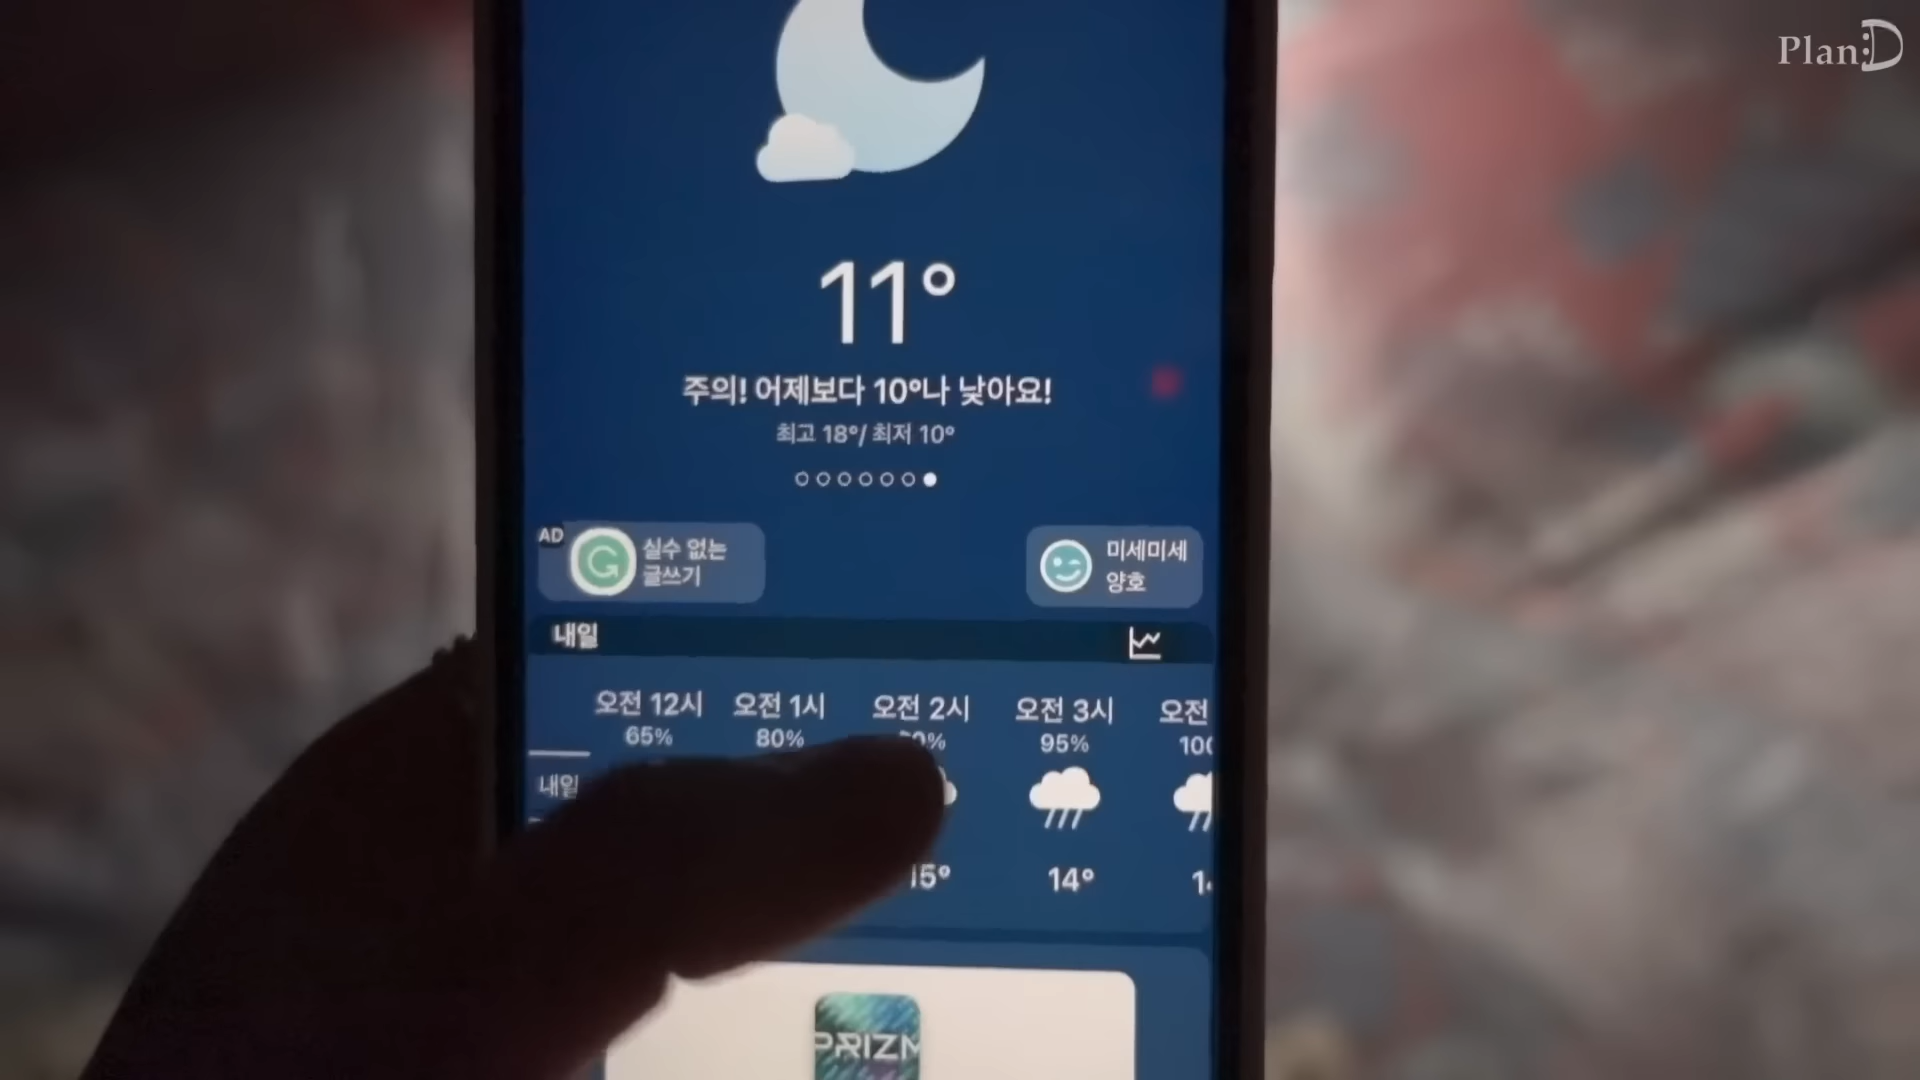 Plan:D
11°
주의! 어제보다 10°나 낮아요!
최고 18°/ 최저 10°
AD
실수 없는
글쓰기
미세미세
양호
내일
오전 12시 오전 1시 오전 2시 오전 3시 오전
65% 80% 95%
내일
15° 14°
PRIZM